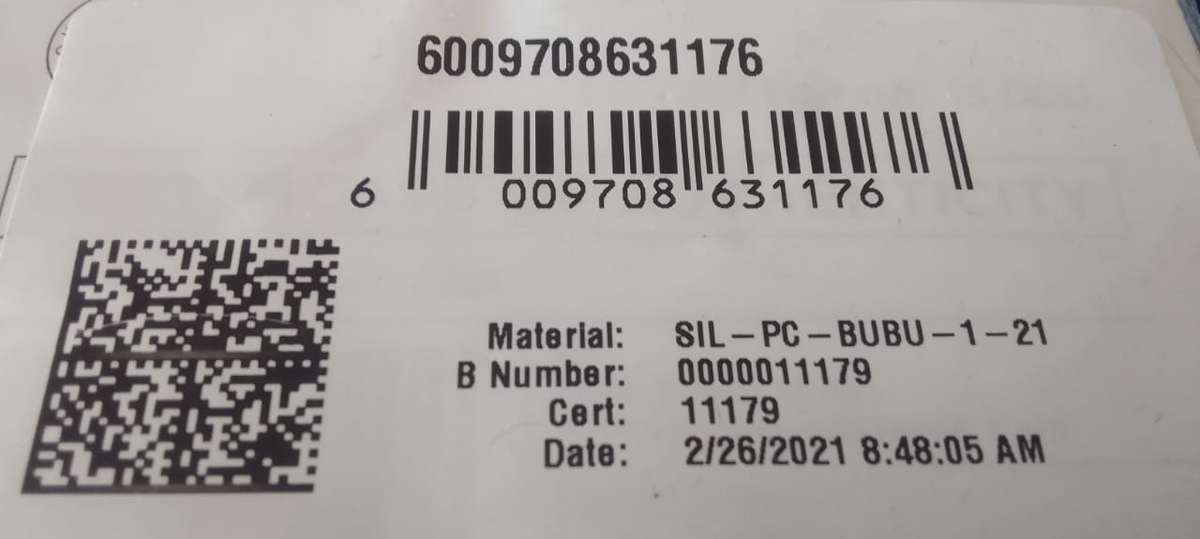 6009708631176
6 009708 631176
Material: SIL-PC-BUBU-1-21
B Number: 0000011179
Cert: 11179
Date: 2/26/2021 8:48:05 AM